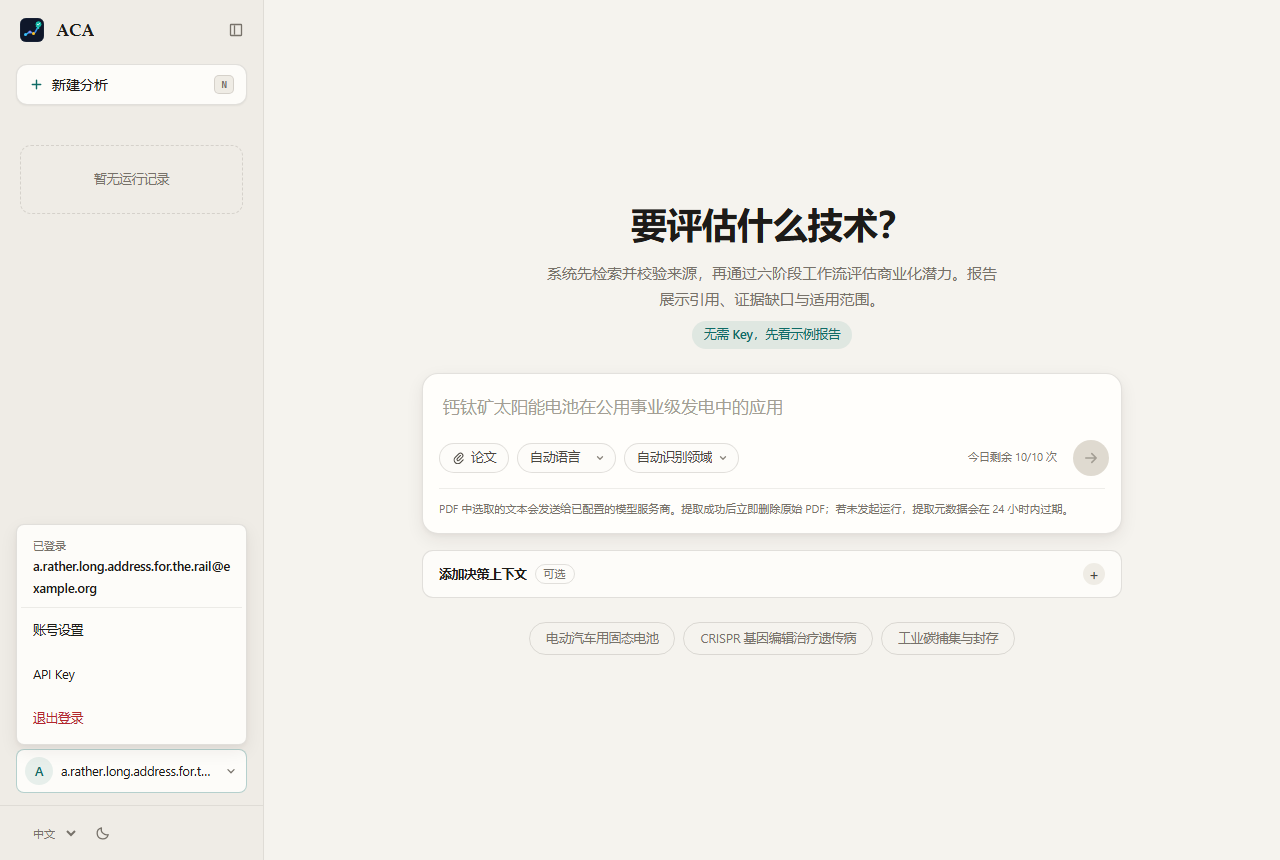 ACA
新建分析
N
暂无运行记录
要评估什么技术？
系统先检索并校验来源，再通过六阶段工作流评估商业化潜力。报告
展示引用、证据缺口与适用范围。
无需 Key，先看示例报告
钙钛矿太阳能电池在公用事业级发电中的应用
论文
自动语言
自动识别领域
今日剩余 10/10 次
PDF 中选取的文本会发送给已配置的模型服务商。提取成功后立即删除原始 PDF；若未发起运行，提取元数据会在 24 小时内过期。
添加决策上下文
可选
电动汽车用固态电池
CRISPR 基因编辑治疗遗传病
工业碳捕集与封存
已登录
a.rather.long.address.for.the.rail@e
xample.org
账号设置
API Key
退出登录
A
a.rather.long.address.for.t...
中文